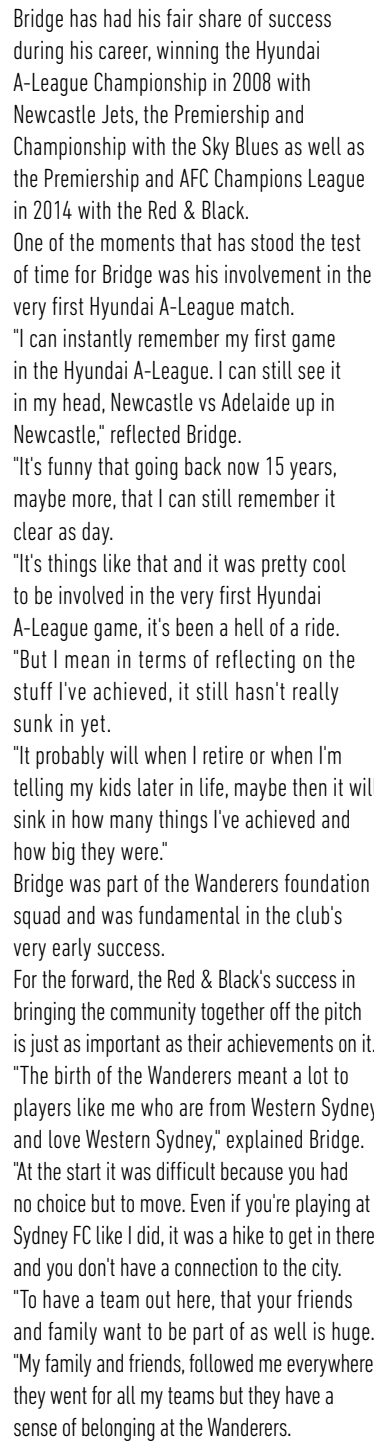 Bridge has had his fair share of success
during his career, winning the Hyundai
A-League Championship in 2008 with
Newcastle Jets, the Premiership and
Championship with the Sky Blues as well as
the Premiership and AFC Champions League
in 2014 with the Red & Black.
One of the moments that has stood the test
of time for Bridge was his involvement in the
very first Hyundai A-League match.
"I can instantly remember my first game
in the Hyundai A-League. I can still see it
in my head, Newcastle vs Adelaide up in
Newcastle," reflected Bridge.
"It's funny that going back now 15 years,
maybe more, that I can still remember it
clear as day.
"It's things like that and it was pretty cool
to be involved in the very first Hyundai
A-League game, it's been a hell of a ride.
"But I mean in terms of reflecting on the
stuff I've achieved, it still hasn't really
sunk in yet.
"It probably will when I retire or when I'm
telling my kids later in life, maybe then it will
sink in how many things I've achieved and
how big they were."
Bridge was part of the Wanderers foundation
squad and was fundamental in the club's
very early success.
For the forward, the Red & Black's success in
bringing the community together off the pitch
is just as important as their achievements on it.
"The birth of the Wanderers meant a lot to
players like me who are from Western Sydney
and love Western Sydney," explained Bridge.
"At the start it was difficult because you had
no choice but to move. Even if you're playing at
Sydney FC like I did, it was a hike to get in there
and you don't have a connection to the city.
"To have a team out here, that your friends
and family want to be part of as well is huge.
"My family and friends, followed me everywhere
they went for all my teams but they have a
sense of belonging at the Wanderers.